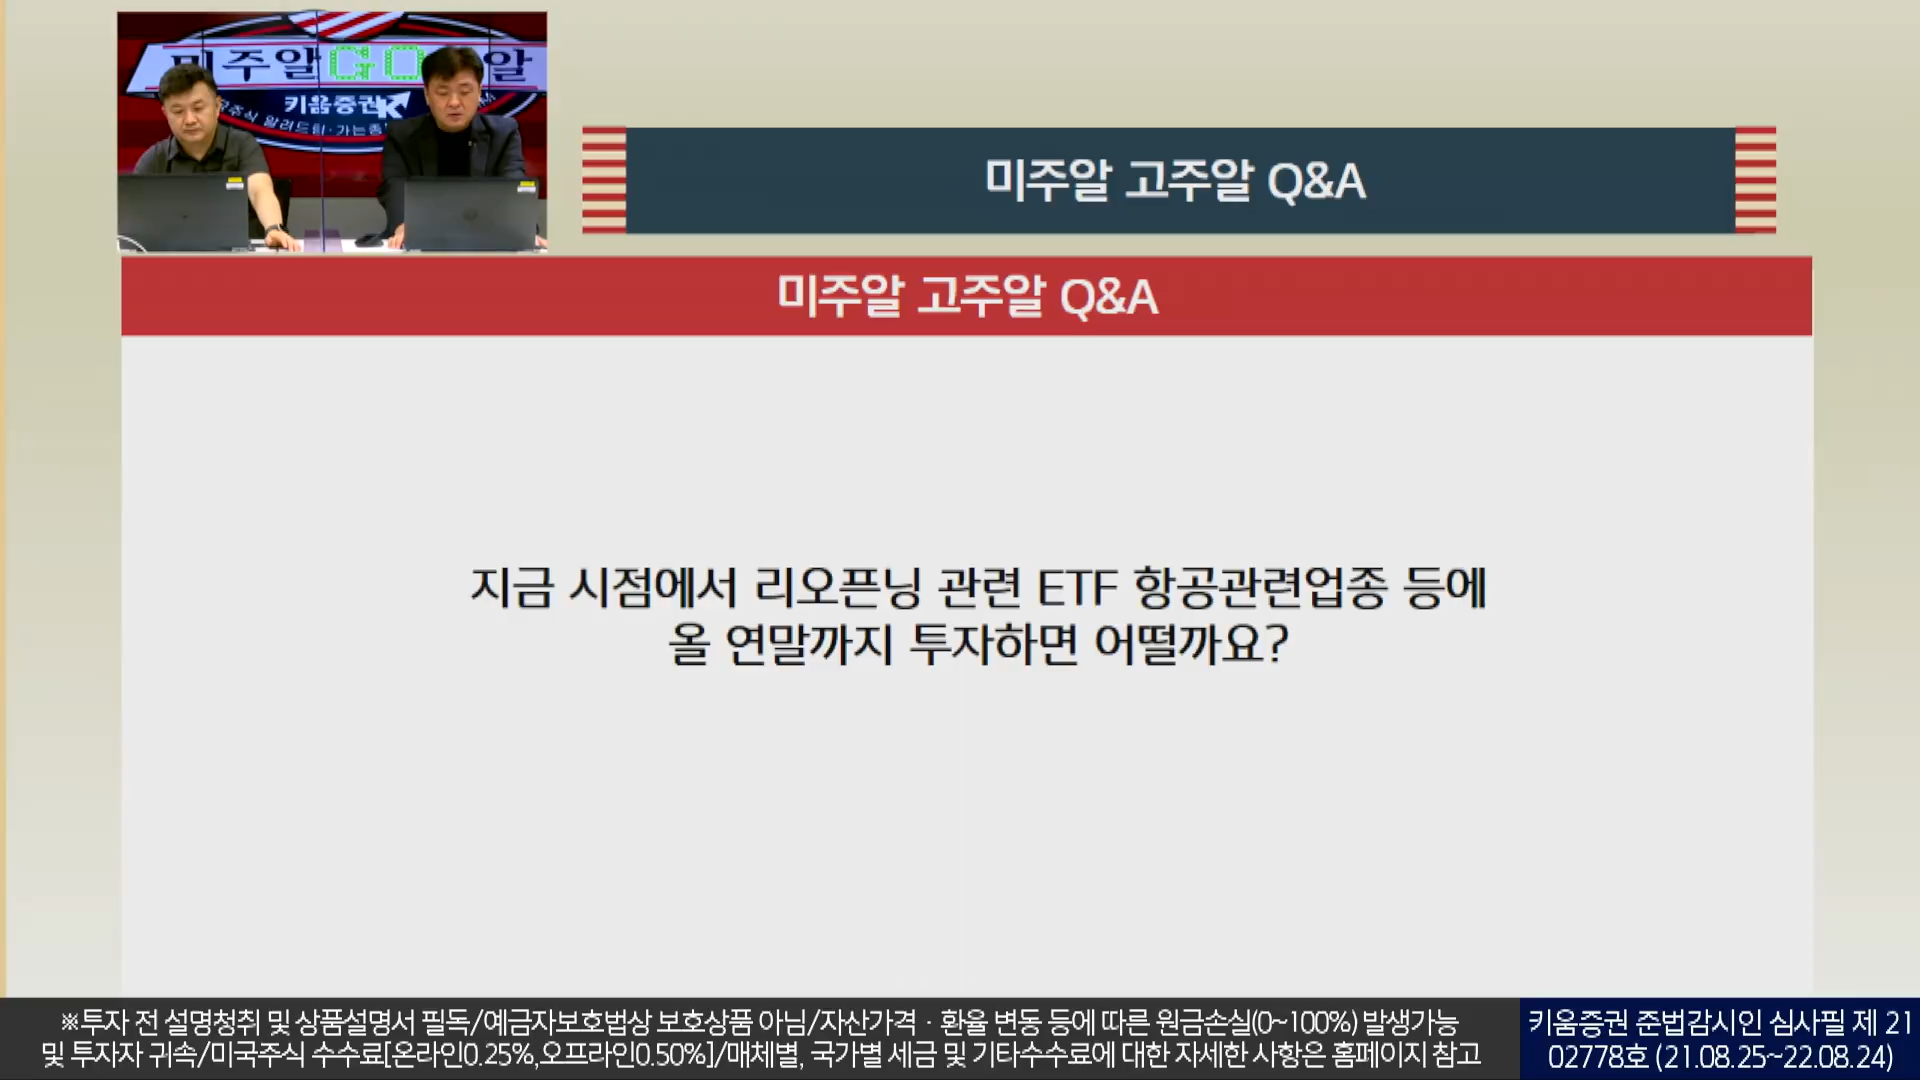 미주알 GO 알
키움증권
미주알 고주알 Q&A
미주알 고주알 Q&A
지금 시점에서 리오픈닝 관련 ETF 항공관련업종 등에
올 연말까지 투자하면 어떨까요?
※투자 전 설명청취 및 상품설명서 필독/예금자보호법상 보호상품 아님/자산가격 · 환율 변동 등에 따른 원금손실(0~100%) 발생가능
및 투자자 귀속/미국주식 수수료[온라인0.25%,오프라인0.50%]/매체별, 국가별 세금 및 기타수수료에 대한 자세한 사항은 홈페이지 참고
키움증권 준법감시인 심사필 제 21
02778호 (21.08.25~22.08.24)